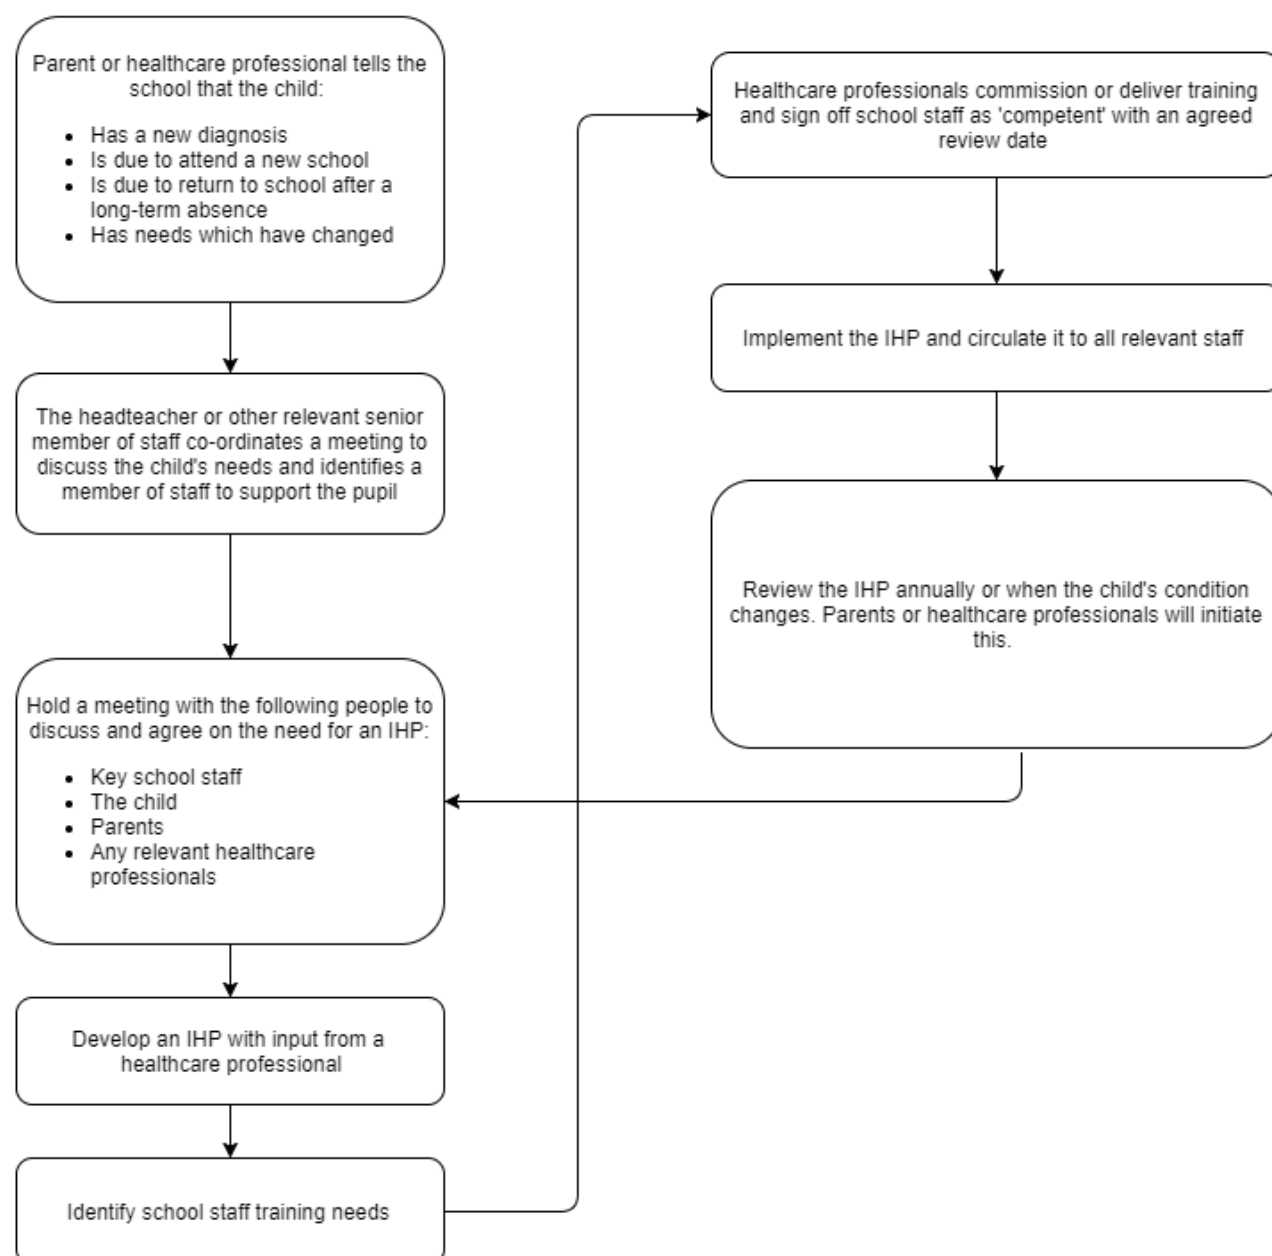 Parent or healthcare professional tells the
school that the child:
• Has a new diagnosis
• Is due to attend a new school
• Is due to return to school after a
long-term absence
• Has needs which have changed
The headteacher or other relevant senior
member of staff co-ordinates a meeting to
discuss the child's needs and identifies a
member of staff to support the pupil
Hold a meeting with the following people to
discuss and agree on the need for an IHP:
• Key school staff
• The child
• Parents
• Any relevant healthcare
professionals
Develop an IHP with input from a
healthcare professional
Identify school staff training needs
Healthcare professionals commission or deliver training
and sign off school staff as 'competent' with an agreed
review date
Implement the IHP and circulate it to all relevant staff
Review the IHP annually or when the child's condition
changes. Parents or healthcare professionals will initiate
this.